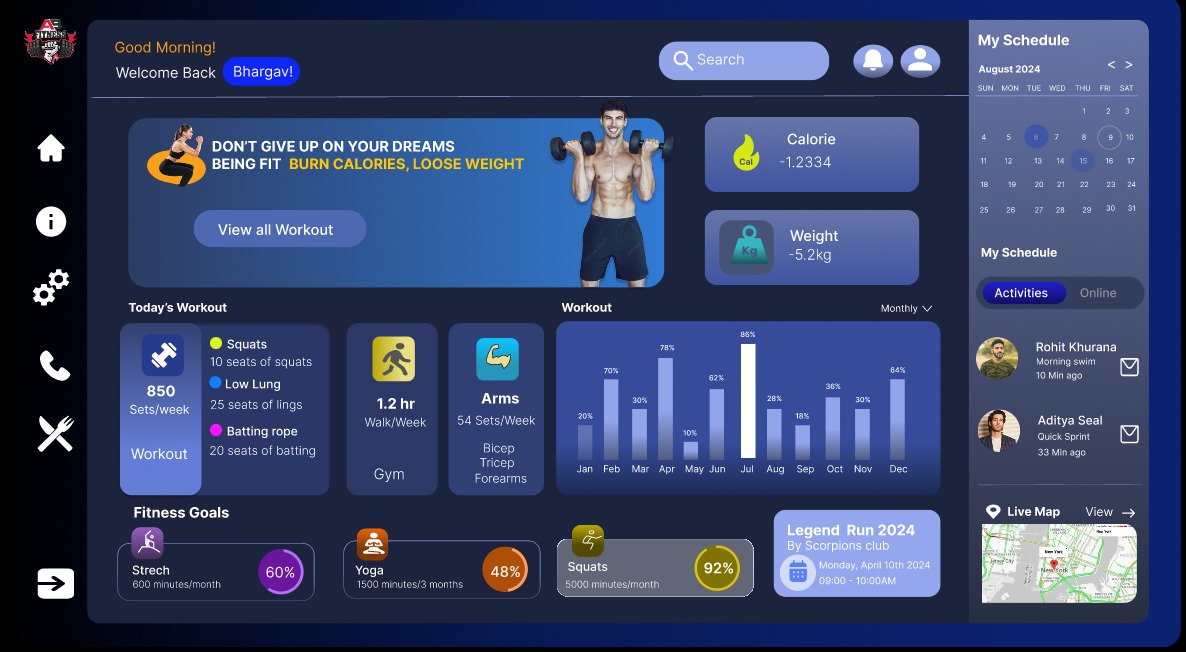 FITNESS
Good Morning!
Welcome Back Bhargav!
Search
DON'T GIVE UP ON YOUR DREAMS
BEING FIT BURN CALORIES, LOOSE WEIGHT
View all Workout
Cal
Calorie
-1.2334
Kg
Weight
-5.2kg
Today's Workout
850
Sets/week
Workout
Squats
10 seats of squats
Low Lung
25 seats of lings
Batting rope
20 seats of batting
1.2 hr
Walk/Week
Gym
Arms
54 Sets/Week
Bicep
Tricep
Forearms
Workout
Monthly
20%
70%
30%
78%
10%
62%
86%
28%
18%
36%
30%
64%
Jan Feb Mar Apr May Jun Jul Aug Sep Oct Nov Dec
Fitness Goals
Strech
600 minutes/month
60%
Yoga
1500 minutes/3 months
48%
Squats
5000 minutes/month
92%
Legend Run 2024
By Scorpions club
Monday, April 10th 2024
09:00 - 10:00AM
My Schedule
August 2024 < >
SUN MON TUE WED THU FRI SAT
1 2 3
4 5 6 7 8 9 10
11 12 13 14 15 16 17
18 19 20 21 22 23 24
25 26 27 28 29 30 31
My Schedule
Activities Online
Rohit Khurana
Morning swim
10 Min ago
Aditya Seal
Quick Sprint
33 Min ago
Live Map View
New York
New York
New York